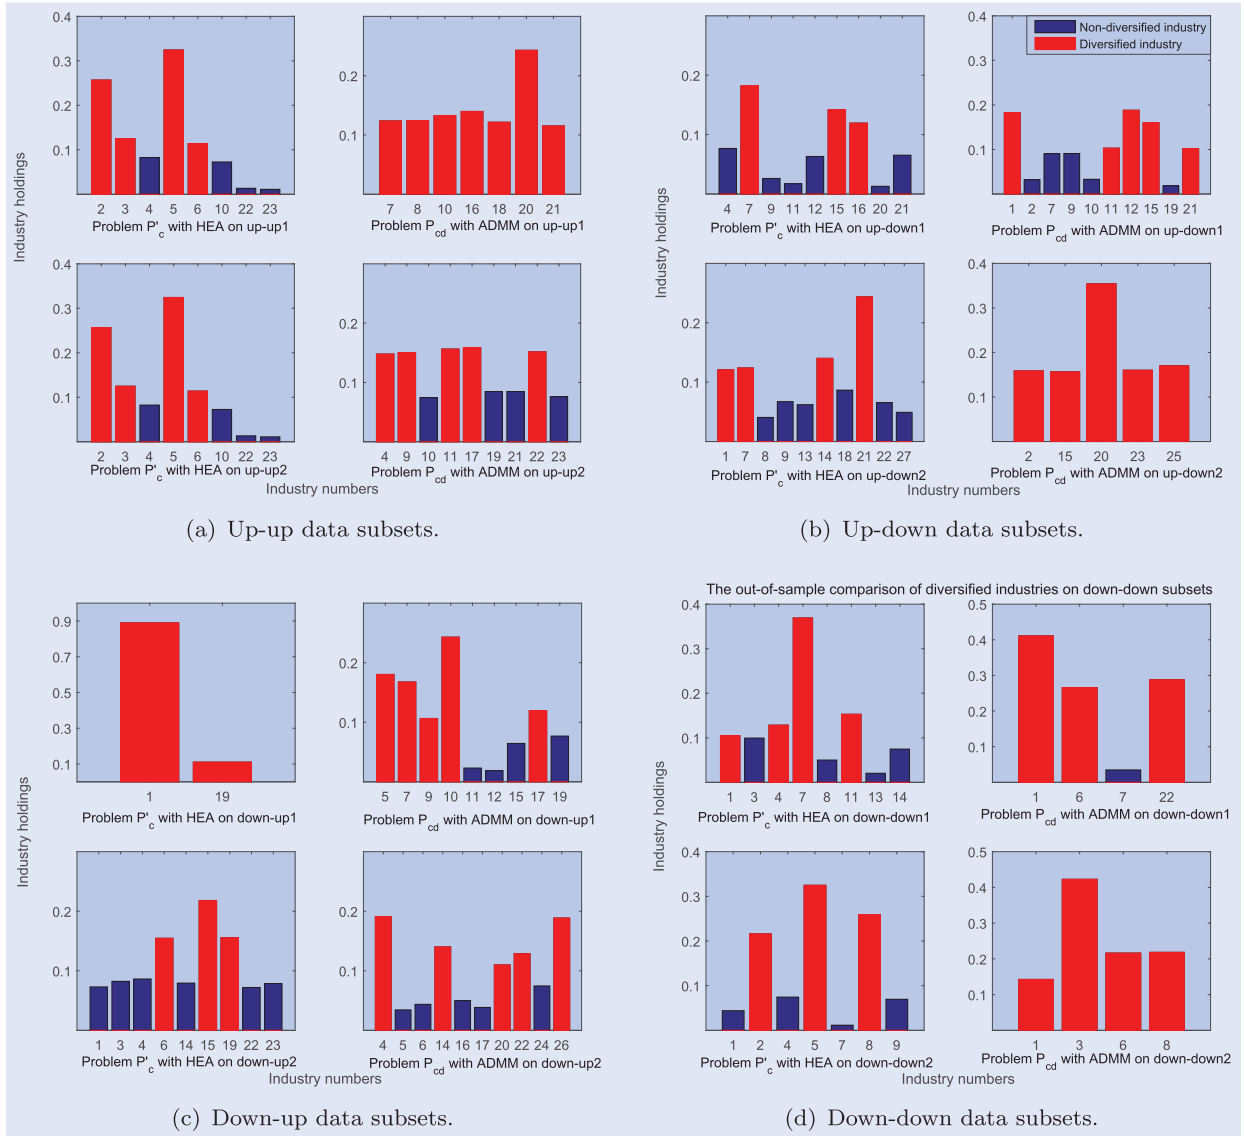 0.4
0.3
0.2
0.1
2 3 4 5 6 10 22 23
Problem P'c with HEA on up-up1
0.2
0.1
7 8 10 16 18 20 21
Problem Pcd with ADMM on up-up1
Industry holdings
0.4
0.3
0.2
0.1
2 3 4 5 6 10 22 23
Problem P'c with HEA on up-up2
0.2
0.1
4 9 10 11 17 19 21 22 23
Problem Pcd with ADMM on up-up2
Industry numbers
(a) Up-up data subsets.
0.2
0.1
4 7 9 11 12 15 16 20 21
Problem P'c with HEA on up-down1
Non-diversified industry
Diversified industry
0.4
0.3
0.2
0.1
1 2 7 9 10 11 12 15 19 21
Problem Pcd with ADMM on up-down1
Industry holdings
0.2
0.1
1 7 8 9 13 14 18 21 22 27
Problem P'c with HEA on up-down2
0.4
0.3
0.2
0.1
2 15 20 23 25
Problem Pcd with ADMM on up-down2
Industry numbers
(b) Up-down data subsets.
0.9
0.7
0.5
0.3
0.1
1 19
Problem P'c with HEA on down-up1
0.2
0.1
5 7 9 10 11 12 15 17 19
Problem Pcd with ADMM on down-up1
Industry holdings
0.2
0.1
1 3 4 6 14 15 19 22 23
Problem P'c with HEA on down-up2
0.2
0.1
4 5 6 14 16 17 20 22 24 26
Problem Pcd with ADMM on down-up2
Industry numbers
(c) Down-up data subsets.
The out-of-sample comparison of diversified industries on down-down subsets
0.4
0.3
0.2
0.1
1 3 4 7 8 11 13 14
Problem P'c with HEA on down-down1
0.5
0.4
0.3
0.2
0.1
1 6 7 22
Problem Pcd with ADMM on down-down1
Industry holdings
0.4
0.3
0.2
0.1
1 2 4 5 7 8 9
Problem P'c with HEA on down-down2
0.5
0.4
0.3
0.2
0.1
1 3 6 8
Problem Pcd with ADMM on down-down2
Industry numbers
(d) Down-down data subsets.